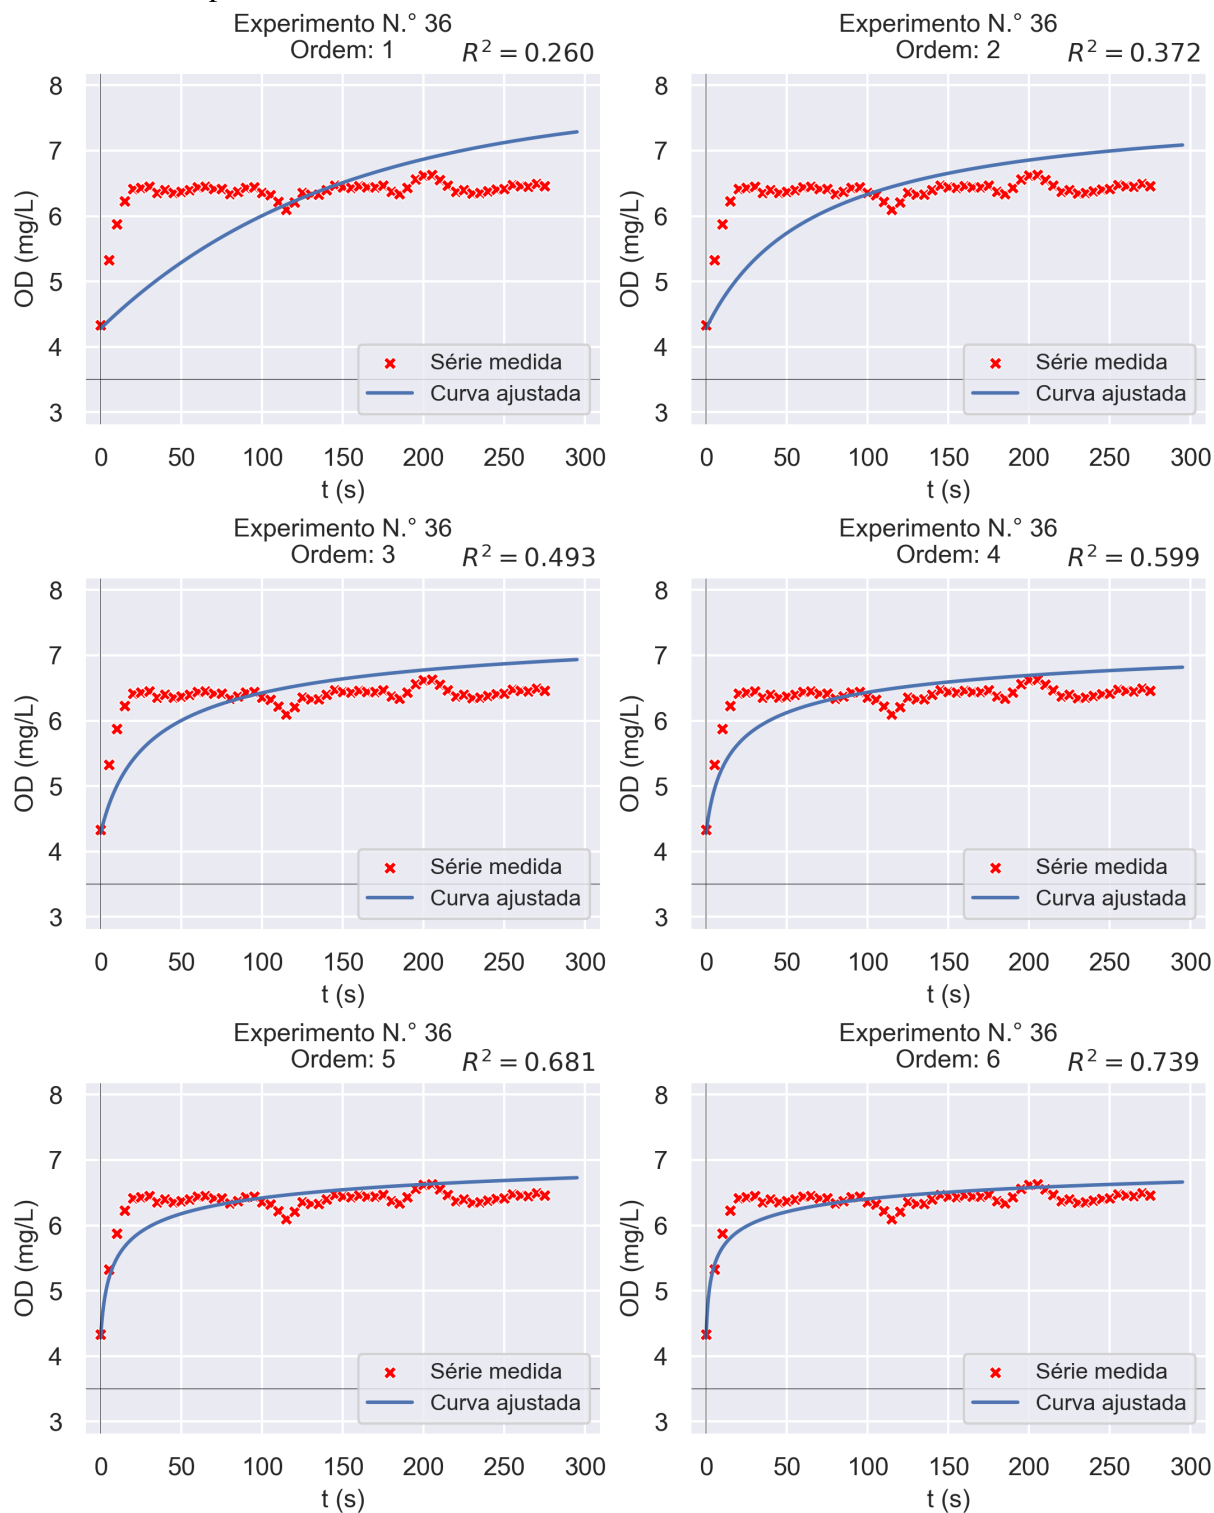 Experimento N.° 36
Ordem: 1 R² = 0.260
8
7
6
5
4
3
OD (mg/L)
Série medida
Curva ajustada
0 50 100 150 200 250 300
t (s)
Experimento N.° 36
Ordem: 2 R² = 0.372
8
7
6
5
4
3
OD (mg/L)
Série medida
Curva ajustada
0 50 100 150 200 250 300
t (s)
Experimento N.° 36
Ordem: 3 R² = 0.493
8
7
6
5
4
3
OD (mg/L)
Série medida
Curva ajustada
0 50 100 150 200 250 300
t (s)
Experimento N.° 36
Ordem: 4 R² = 0.599
8
7
6
5
4
3
OD (mg/L)
Série medida
Curva ajustada
0 50 100 150 200 250 300
t (s)
Experimento N.° 36
Ordem: 5 R² = 0.681
8
7
6
5
4
3
OD (mg/L)
Série medida
Curva ajustada
0 50 100 150 200 250 300
t (s)
Experimento N.° 36
Ordem: 6 R² = 0.739
8
7
6
5
4
3
OD (mg/L)
Série medida
Curva ajustada
0 50 100 150 200 250 300
t (s)